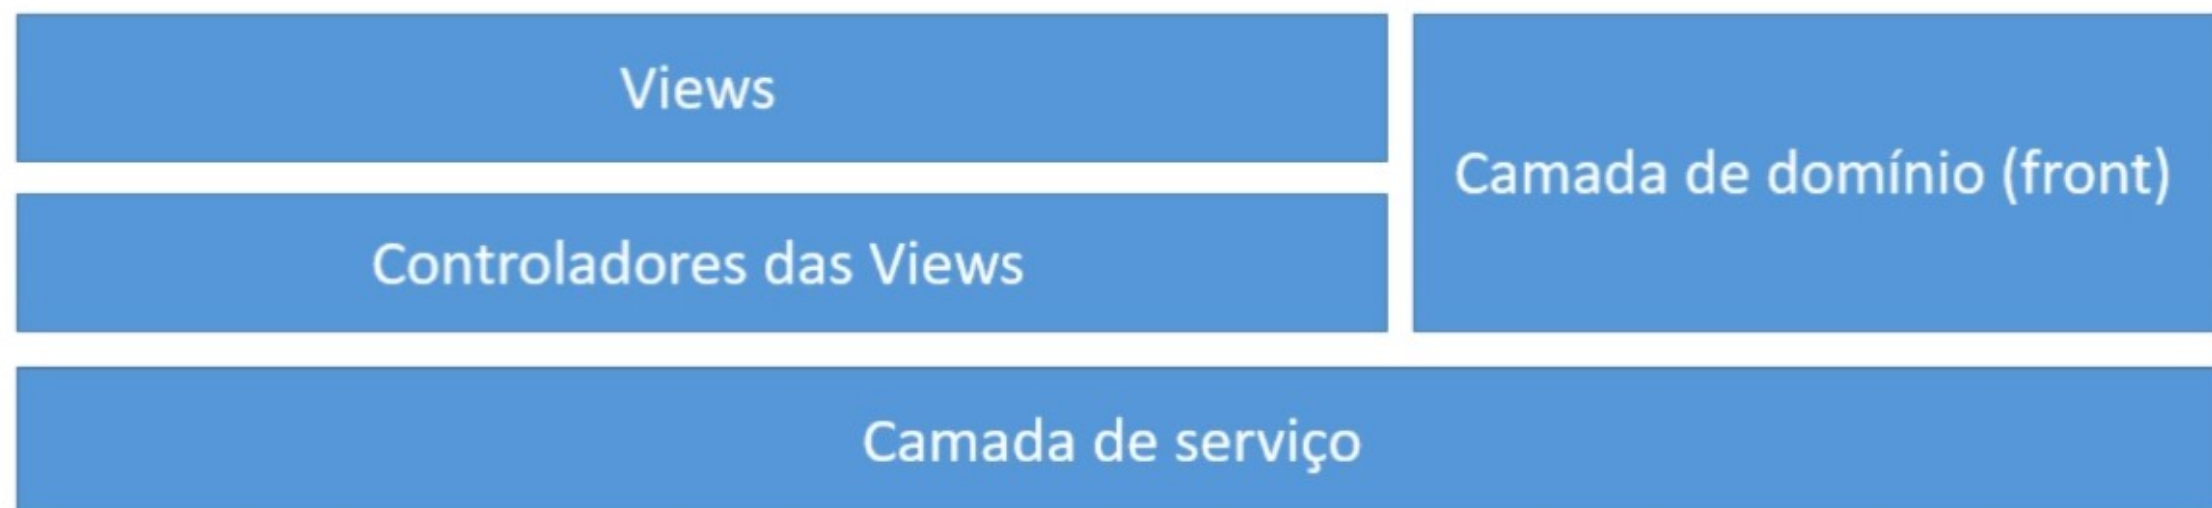 Views
Camada de domínio (front)
Controladores das Views
Camada de serviço